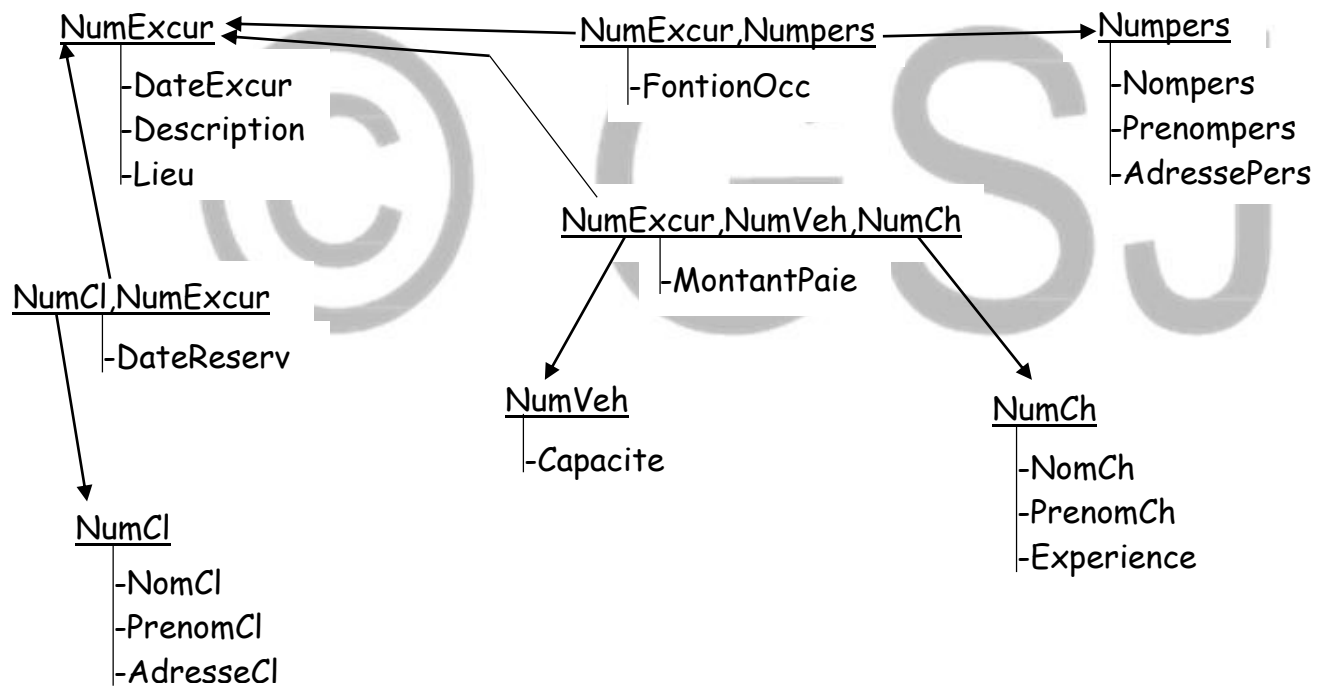 NumExcur
-DateExcur
-Description
-Lieu
NumExcur,Numpers
-FontionOcc
Numpers
-Nompers
-Prenompers
-AdressePers
NumExcur,NumVeh,NumCh
-MontantPaie
NumCl,NumExcur
-DateReserv
NumVeh
-Capacite
NumCh
-NomCh
-PrenomCh
-Experience
NumCl
-NomCl
-PrenomCl
-AdresseCl
© GSJ